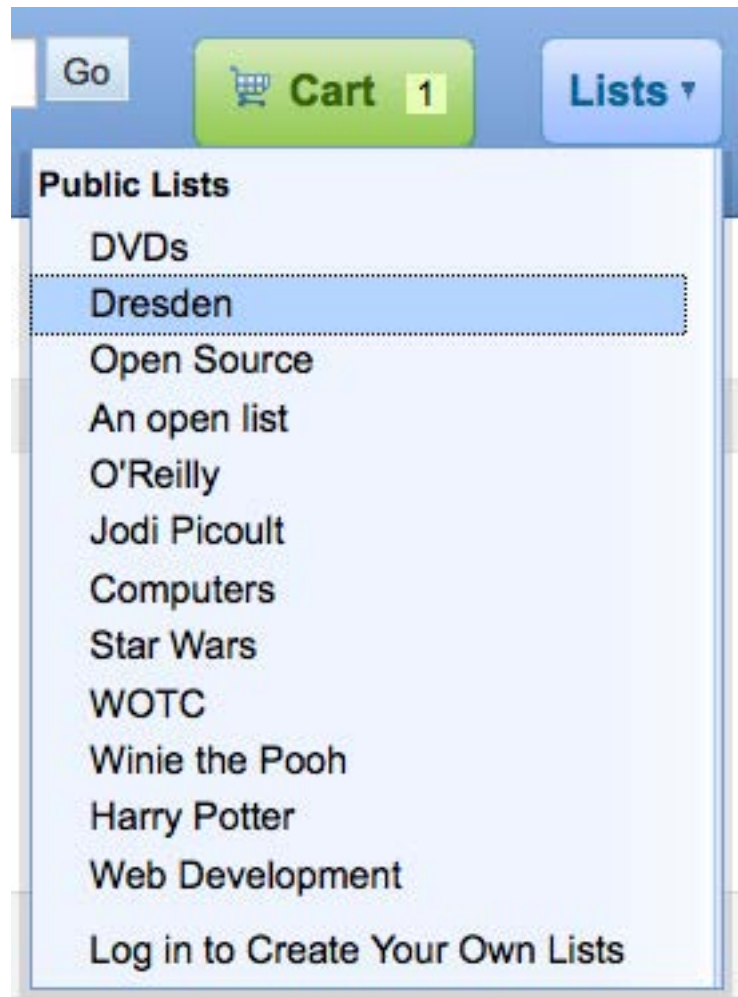 Go Cart 1 Lists ▾
Public Lists
DVDs
Dresden
Open Source
An open list
O'Reilly
Jodi Picoult
Computers
Star Wars
WOTC
Winie the Pooh
Harry Potter
Web Development
Log in to Create Your Own Lists